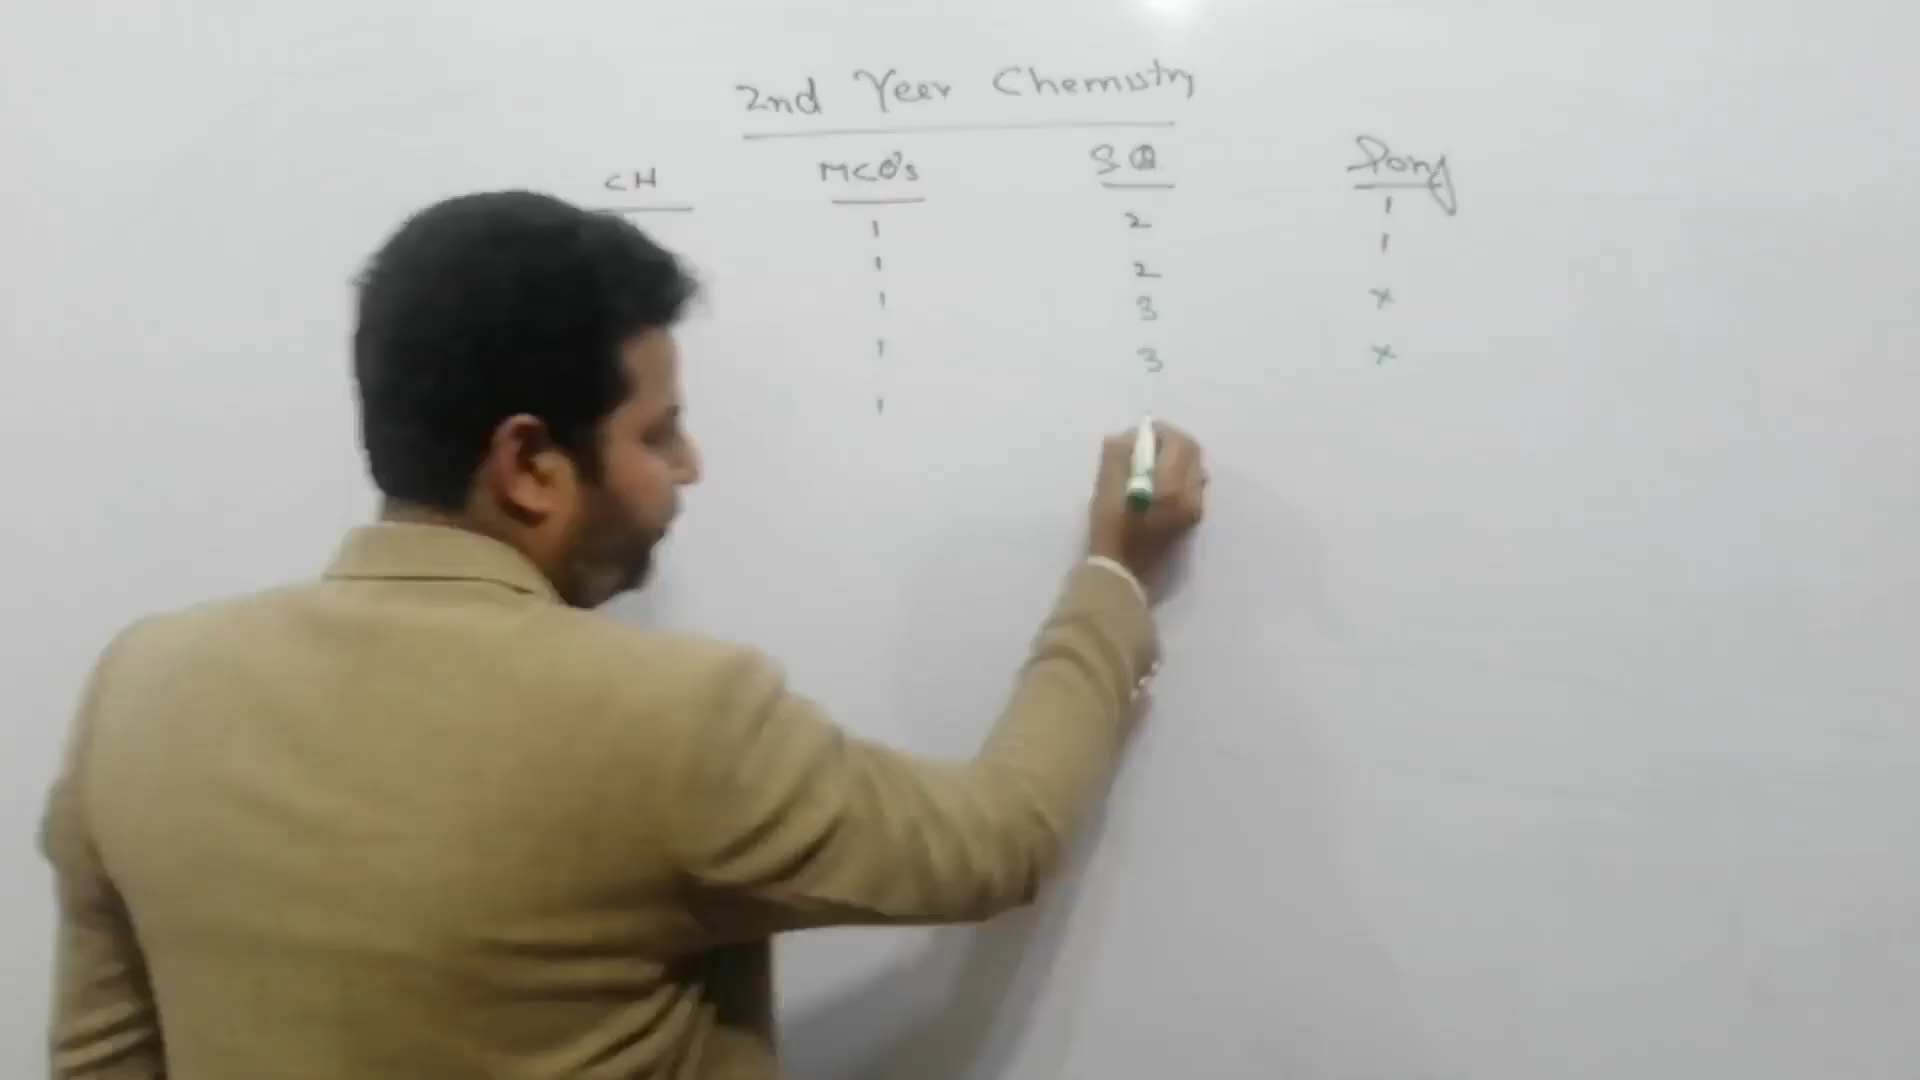 2nd Year Chemistry
CH MCQ's SQ Long
1 2 1
1 2 1
1 3 x
1 3 x
1